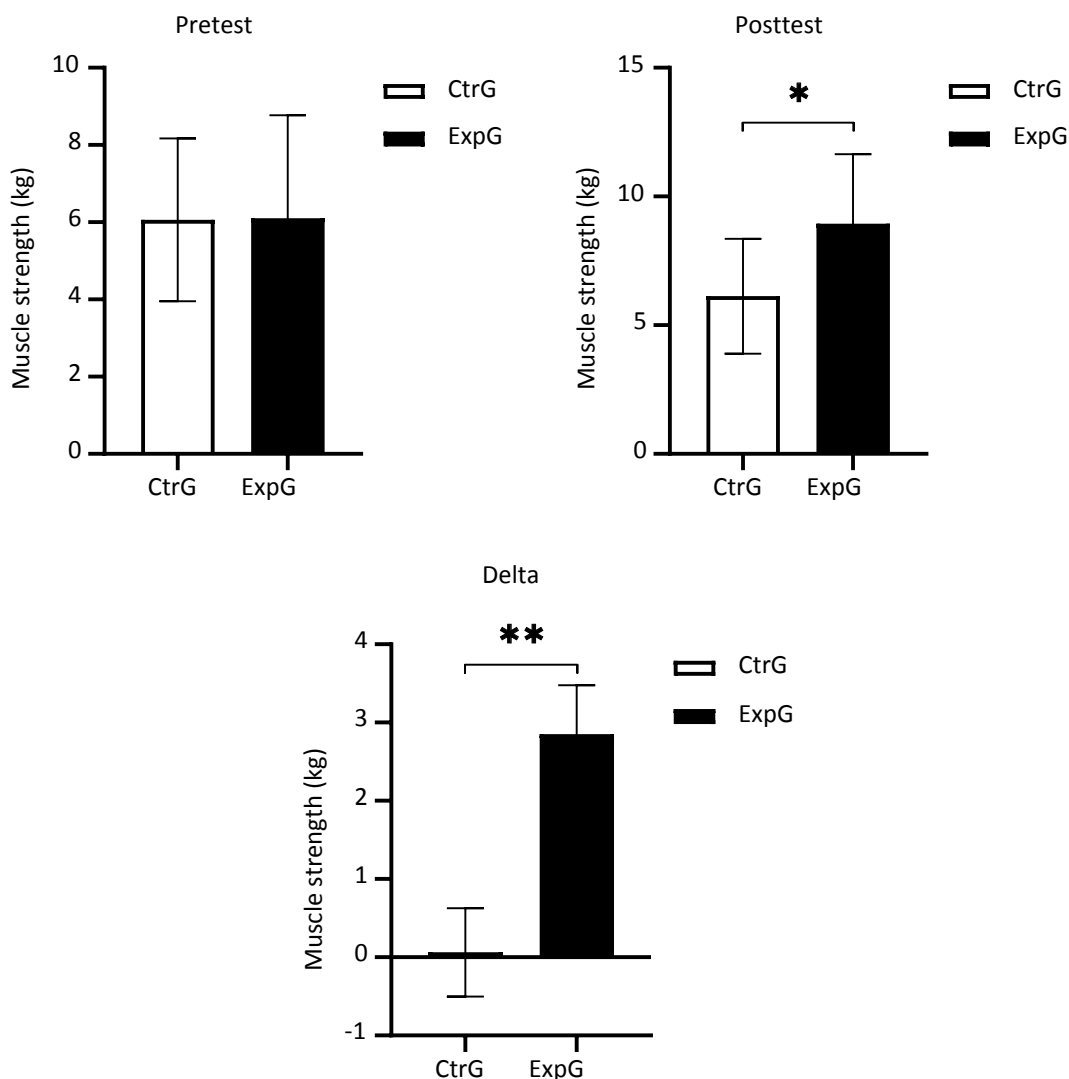 Pretest
10
8
6
4
2
0
Muscle strength (kg)
CtrG
ExpG
CtrG
ExpG
Posttest
15
10
5
0
Muscle strength (kg)
*
CtrG
ExpG
CtrG
ExpG
Delta
4
3
2
1
0
-1
Muscle strength (kg)
**
CtrG
ExpG
CtrG
ExpG